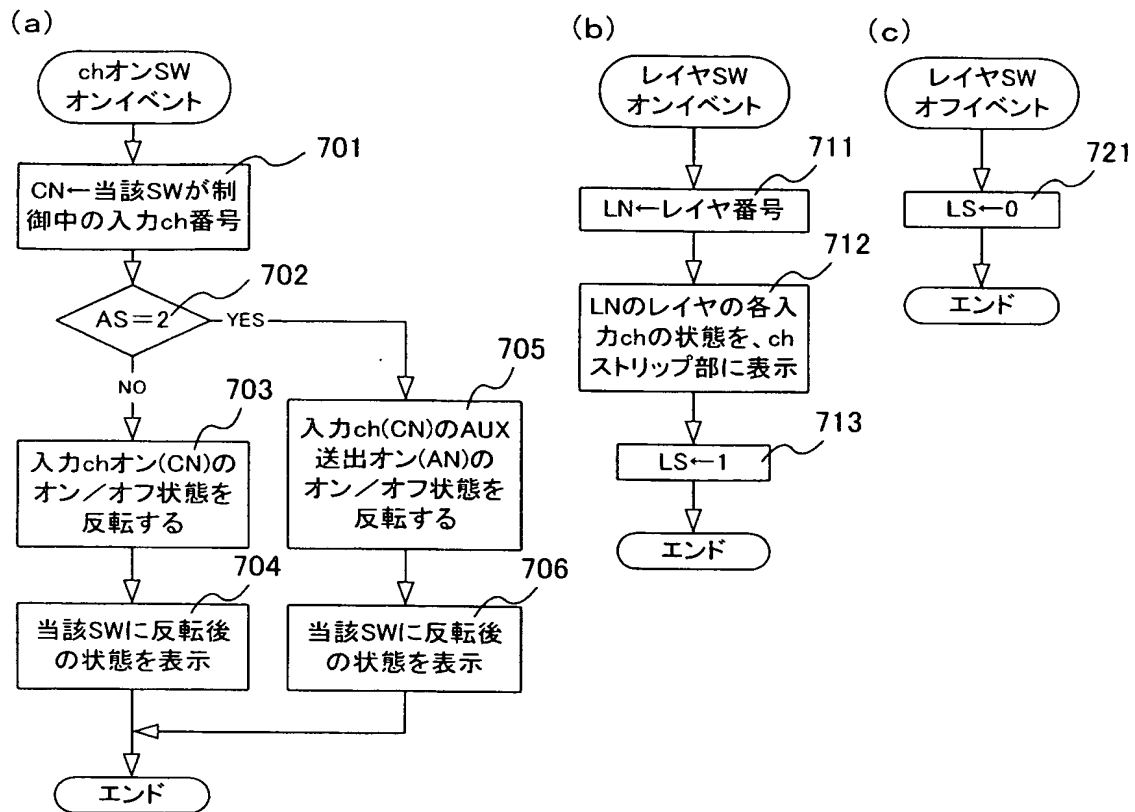 (a)
chオンSW
オンイベント
701
CN←当該SWが制
御中の入力ch番号
702
AS=2
YES
NO
703
入力chオン(CN)の
オン/オフ状態を
反転する
705
入力ch(CN)のAUX
送出オン(AN)の
オン/オフ状態を
反転する
704
当該SWに反転後
の状態を表示
706
当該SWに反転後
の状態を表示
エンド
(b)
レイヤSW
オンイベント
711
LN←レイヤ番号
712
LNのレイヤの各入
力chの状態を、ch
ストリップ部に表示
713
LS←1
エンド
(c)
レイヤSW
オフイベント
721
LS←0
エンド